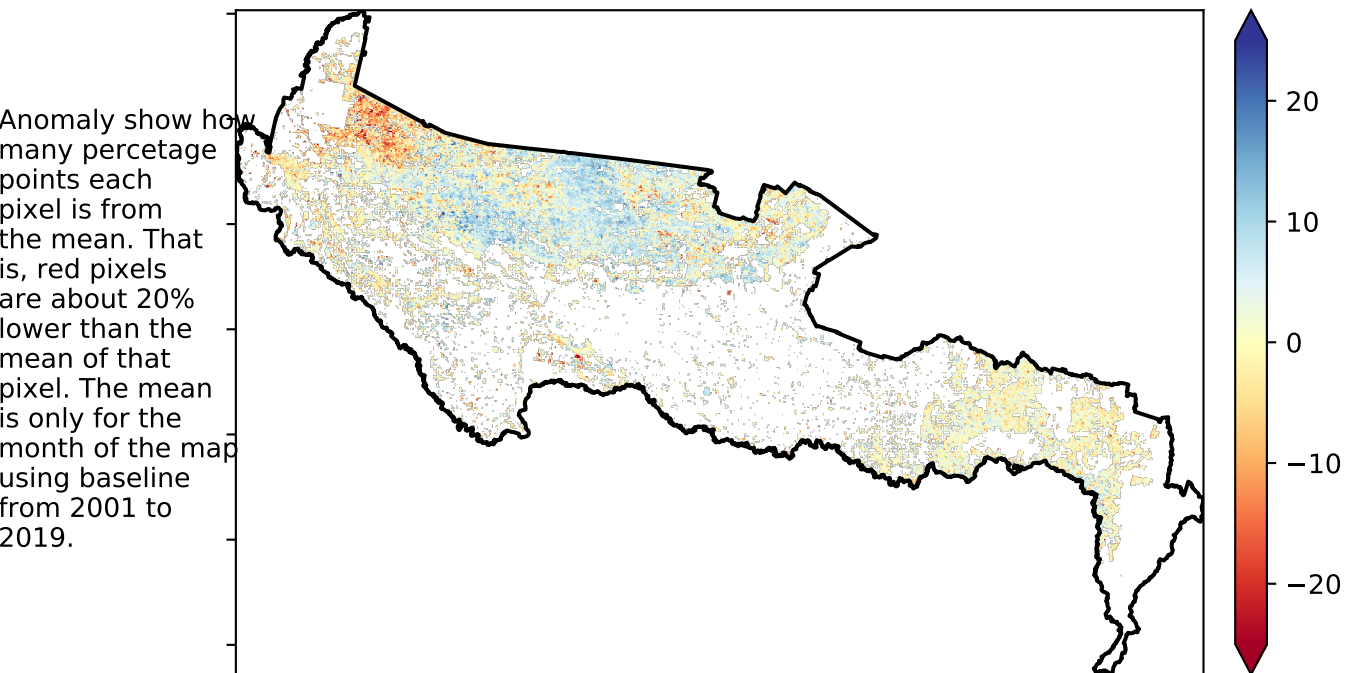 Anomaly show how
many percetage
points each
pixel is from
the mean. That
is, red pixels
are about 20%
lower than the
mean of that
pixel. The mean
is only for the
month of the map
using baseline
from 2001 to
2019.
20
10
0
−10
−20